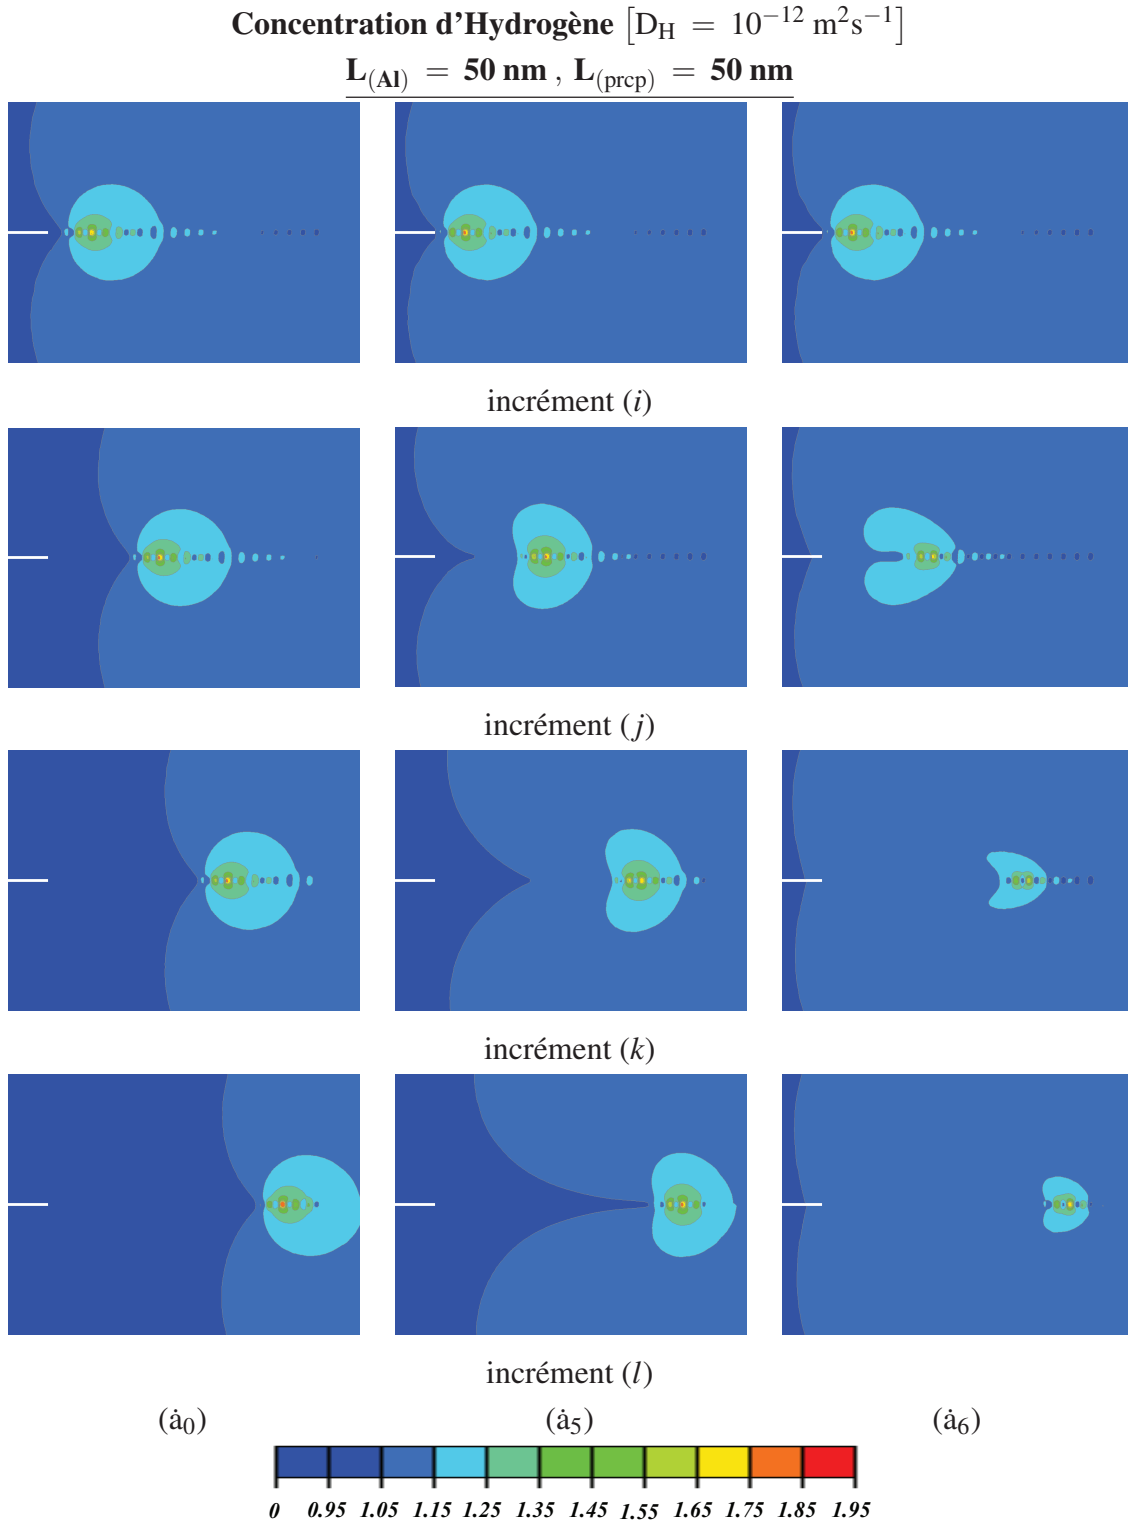 Concentration d'Hydrogène [D_H = 10⁻¹² m²s⁻¹]
L_(Al) = 50 nm , L_(prcp) = 50 nm
incrément (i)
incrément (j)
incrément (k)
incrément (l)
(ȧ₀) (ȧ₅) (ȧ₆)
0 0.95 1.05 1.15 1.25 1.35 1.45 1.55 1.65 1.75 1.85 1.95